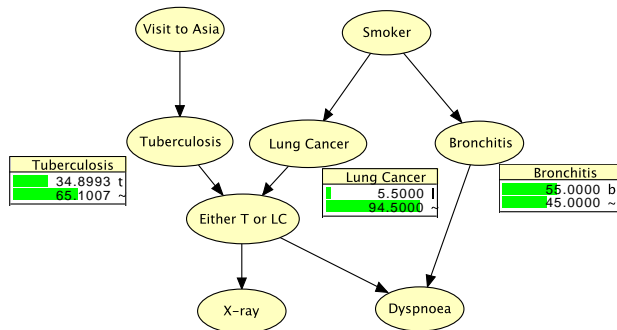 Visit to Asia
Smoker
Tuberculosis
Lung Cancer
Bronchitis
Tuberculosis
34.8993 t
65.1007 ~
Lung Cancer
5.5000 l
94.5000 ~
Bronchitis
55.0000 b
45.0000 ~
Either T or LC
X-ray
Dyspnoea